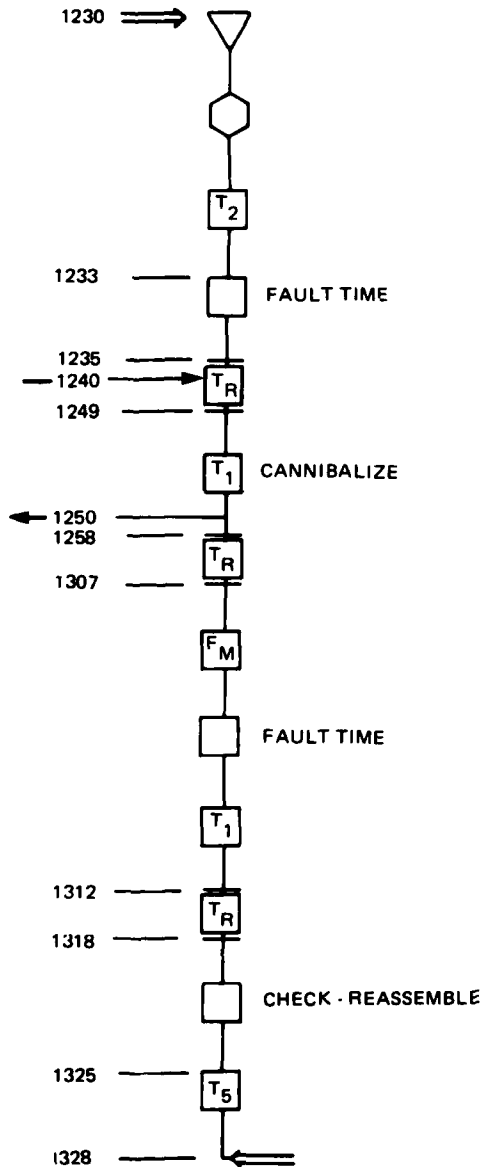 1230
T2
1233
FAULT TIME
1235
1240
TR
1249
T1 CANNIBALIZE
1250
1258
TR
1307
FM
FAULT TIME
T1
1312
TR
1318
CHECK - REASSEMBLE
1325
T5
1328